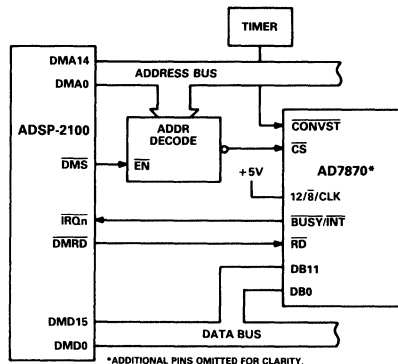 TIMER
DMA14
ADDRESS BUS
DMA0
ADSP-2100
ADDR
DECODE
CONVST
CS
DMS
EN
+5V
AD7870*
12/8/CLK
IRQn
BUSY/INT
DMRD
RD
DB11
DB0
DMD15
DATA BUS
DMD0
*ADDITIONAL PINS OMITTED FOR CLARITY.